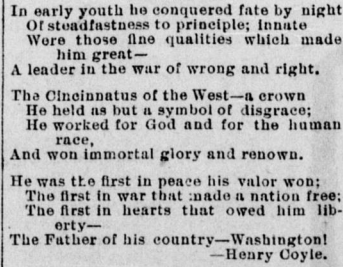 In early youth he conquered fate by night
Of steadfastness to principle; innate
Were those fine qualities which made
him great—
A leader in the war of wrong and right.
The Cincinnatus of the West—a crown
He held as but a symbol of disgrace;
He worked for God and for the human
race,
And won immortal glory and renown.
He was the first in peace his valor won;
The first in war that made a nation free;
The first in hearts that owed him lib-
erty—
The Father of his country—Washington!
—Henry Coyle.